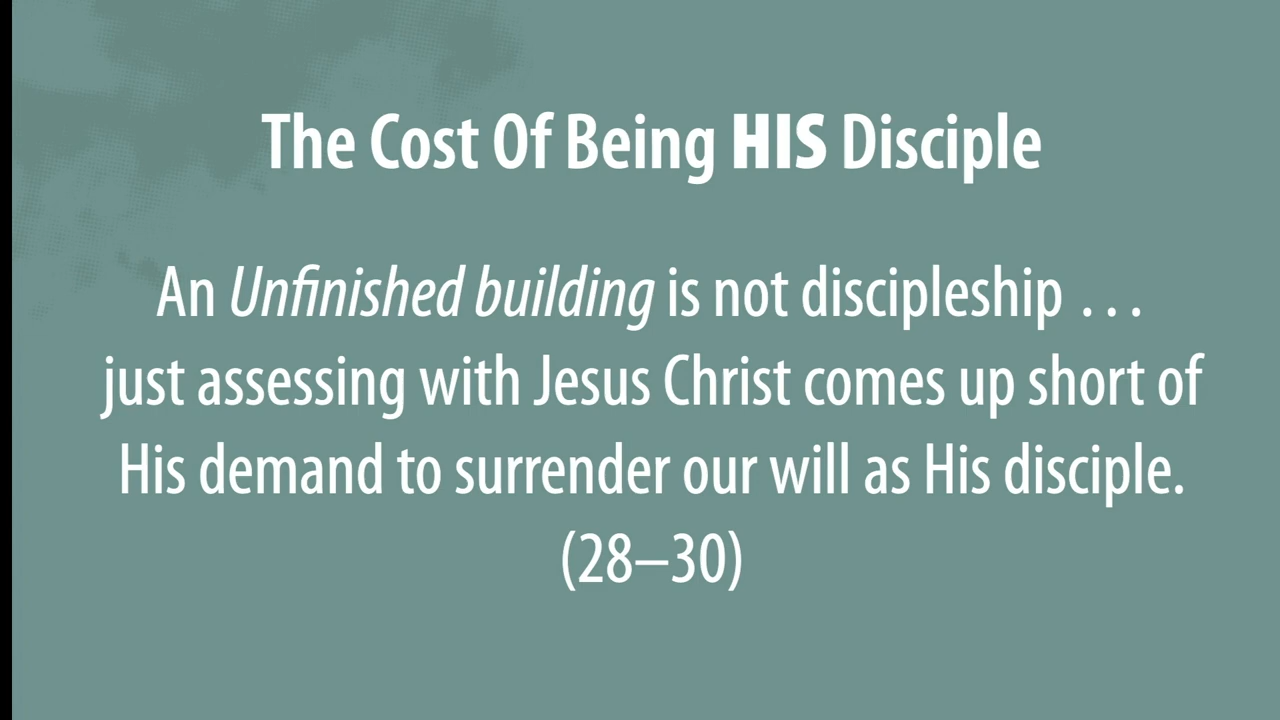 The Cost Of Being HIS Disciple
An Unfinished building is not discipleship . . .
just assessing with Jesus Christ comes up short of
His demand to surrender our will as His disciple.
(28–30)